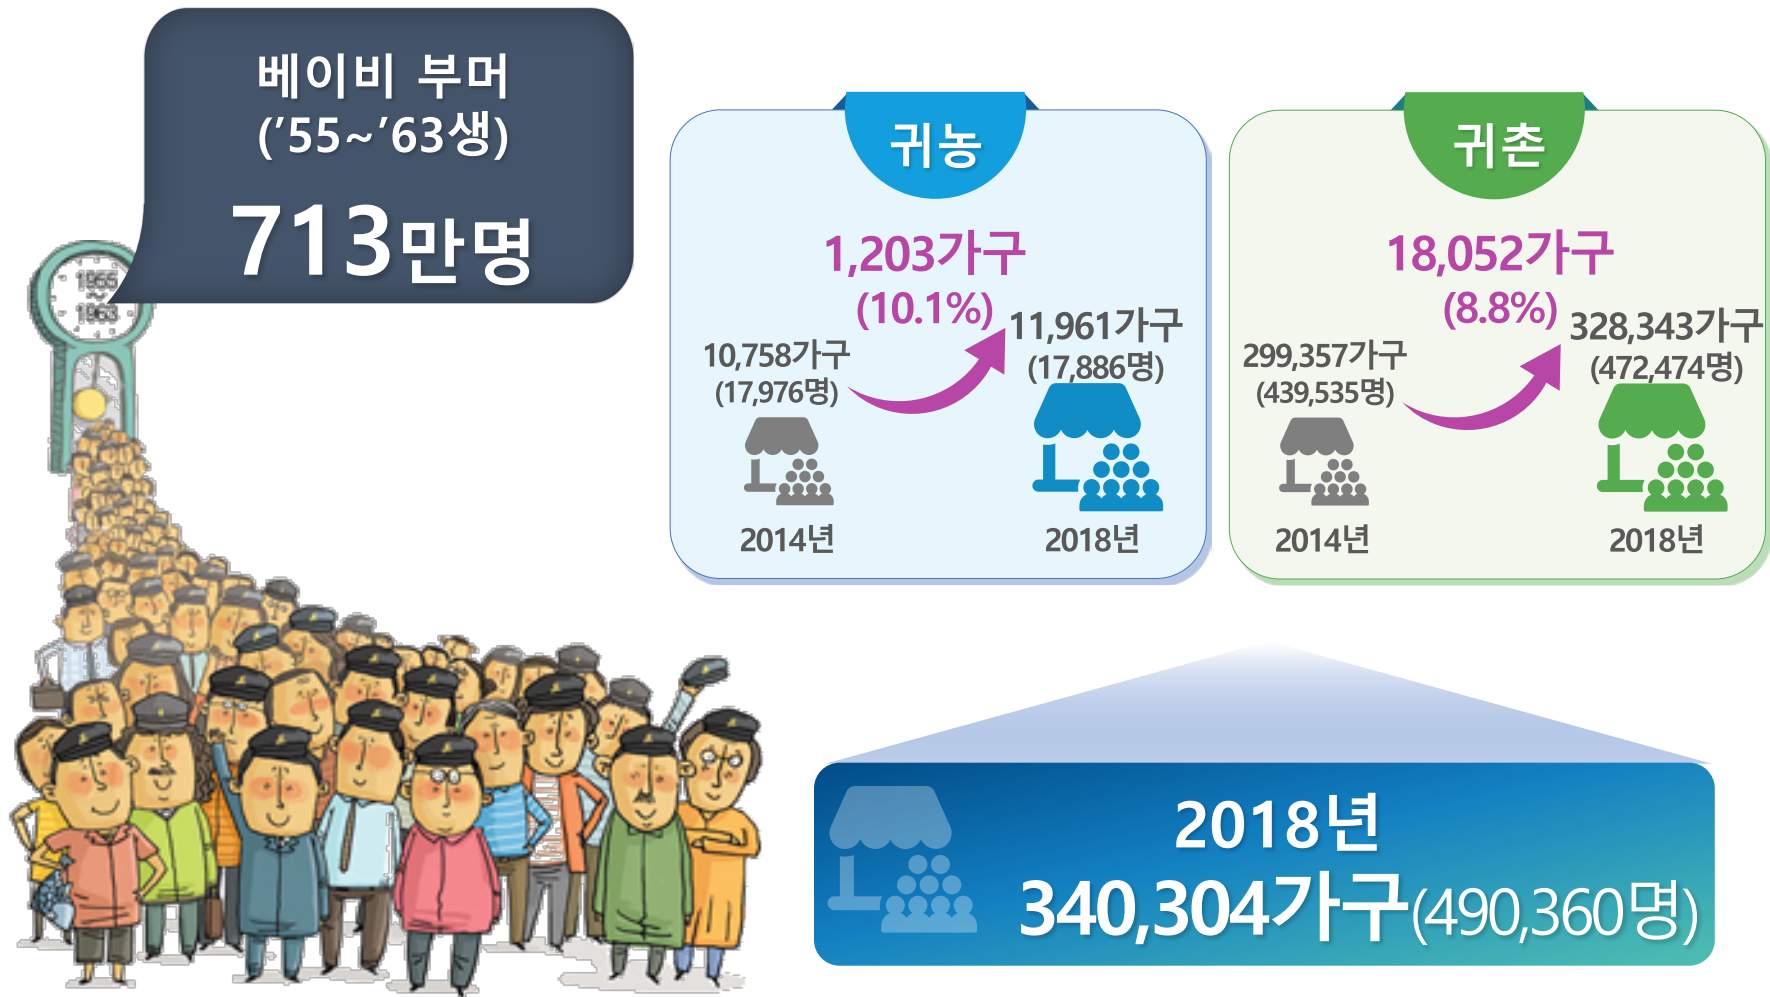 베이비 부머
(’55~’63생)
713만명
1955
~
1963
귀농
1,203가구
(10.1%)
10,758가구
(17,976명)
2014년
11,961가구
(17,886명)
2018년
귀촌
18,052가구
(8.8%)
299,357가구
(439,535명)
2014년
328,343가구
(472,474명)
2018년
2018년
340,304가구(490,360명)